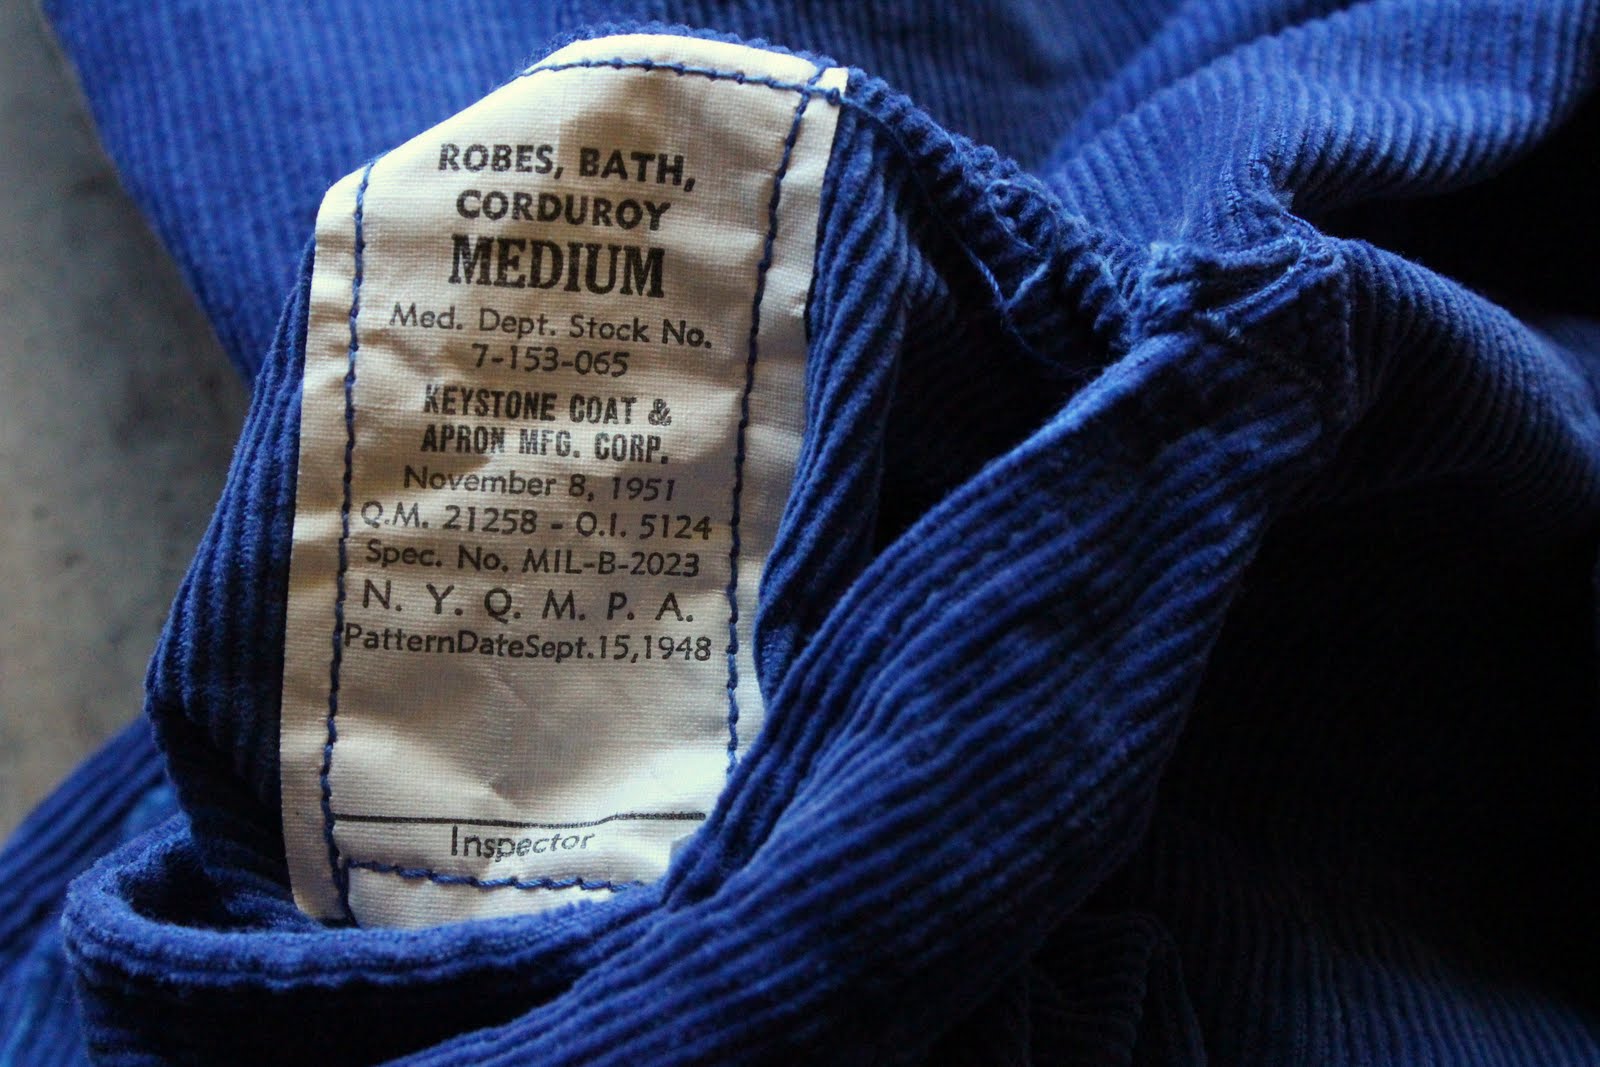 ROBES, BATH,
CORDUROY
MEDIUM
Med. Dept. Stock No.
7-153-065
KEYSTONE COAT &
APRON MFG. CORP.
November 8, 1951
Q.M. 21258 - O.I. 5124
Spec. No. MIL-B-2023
N. Y. Q. M. P. A.
PatternDateSept.15,1948
Inspector